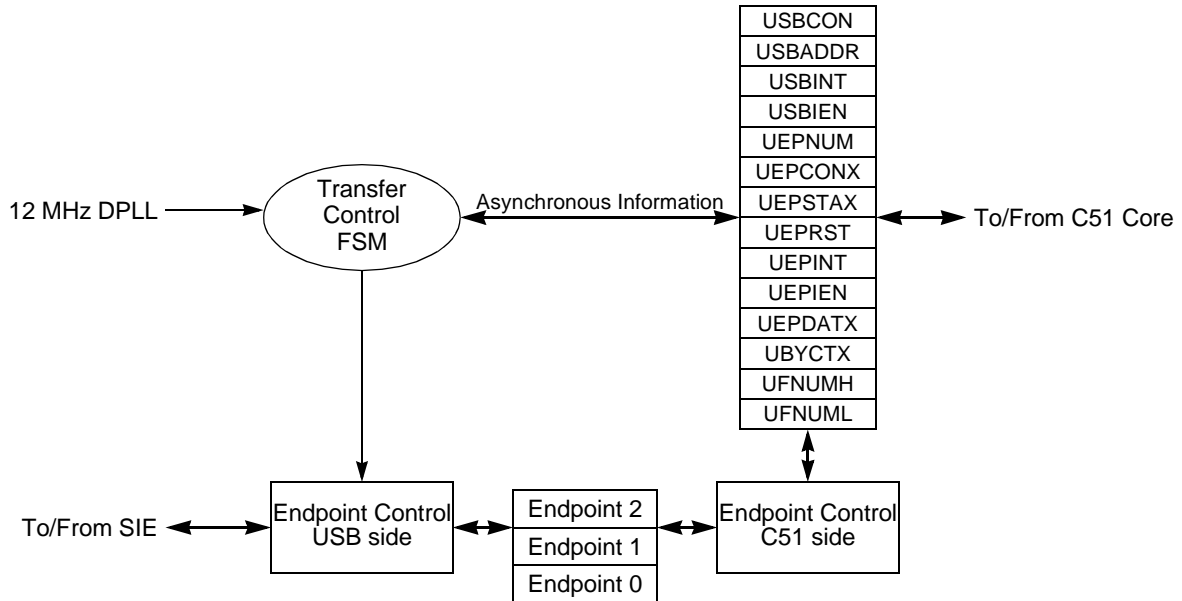 USBCON
USBADDR
USBINT
USBIEN
UEPNUM
UEPCONX
UEPSTAX
UEPRST
UEPINT
UEPIEN
UEPDATX
UBYCTX
UFNUMH
UFNUML
12 MHz DPLL
Transfer
Control
FSM
Asynchronous Information
To/From C51 Core
To/From SIE
Endpoint Control
USB side
Endpoint 2
Endpoint 1
Endpoint 0
Endpoint Control
C51 side